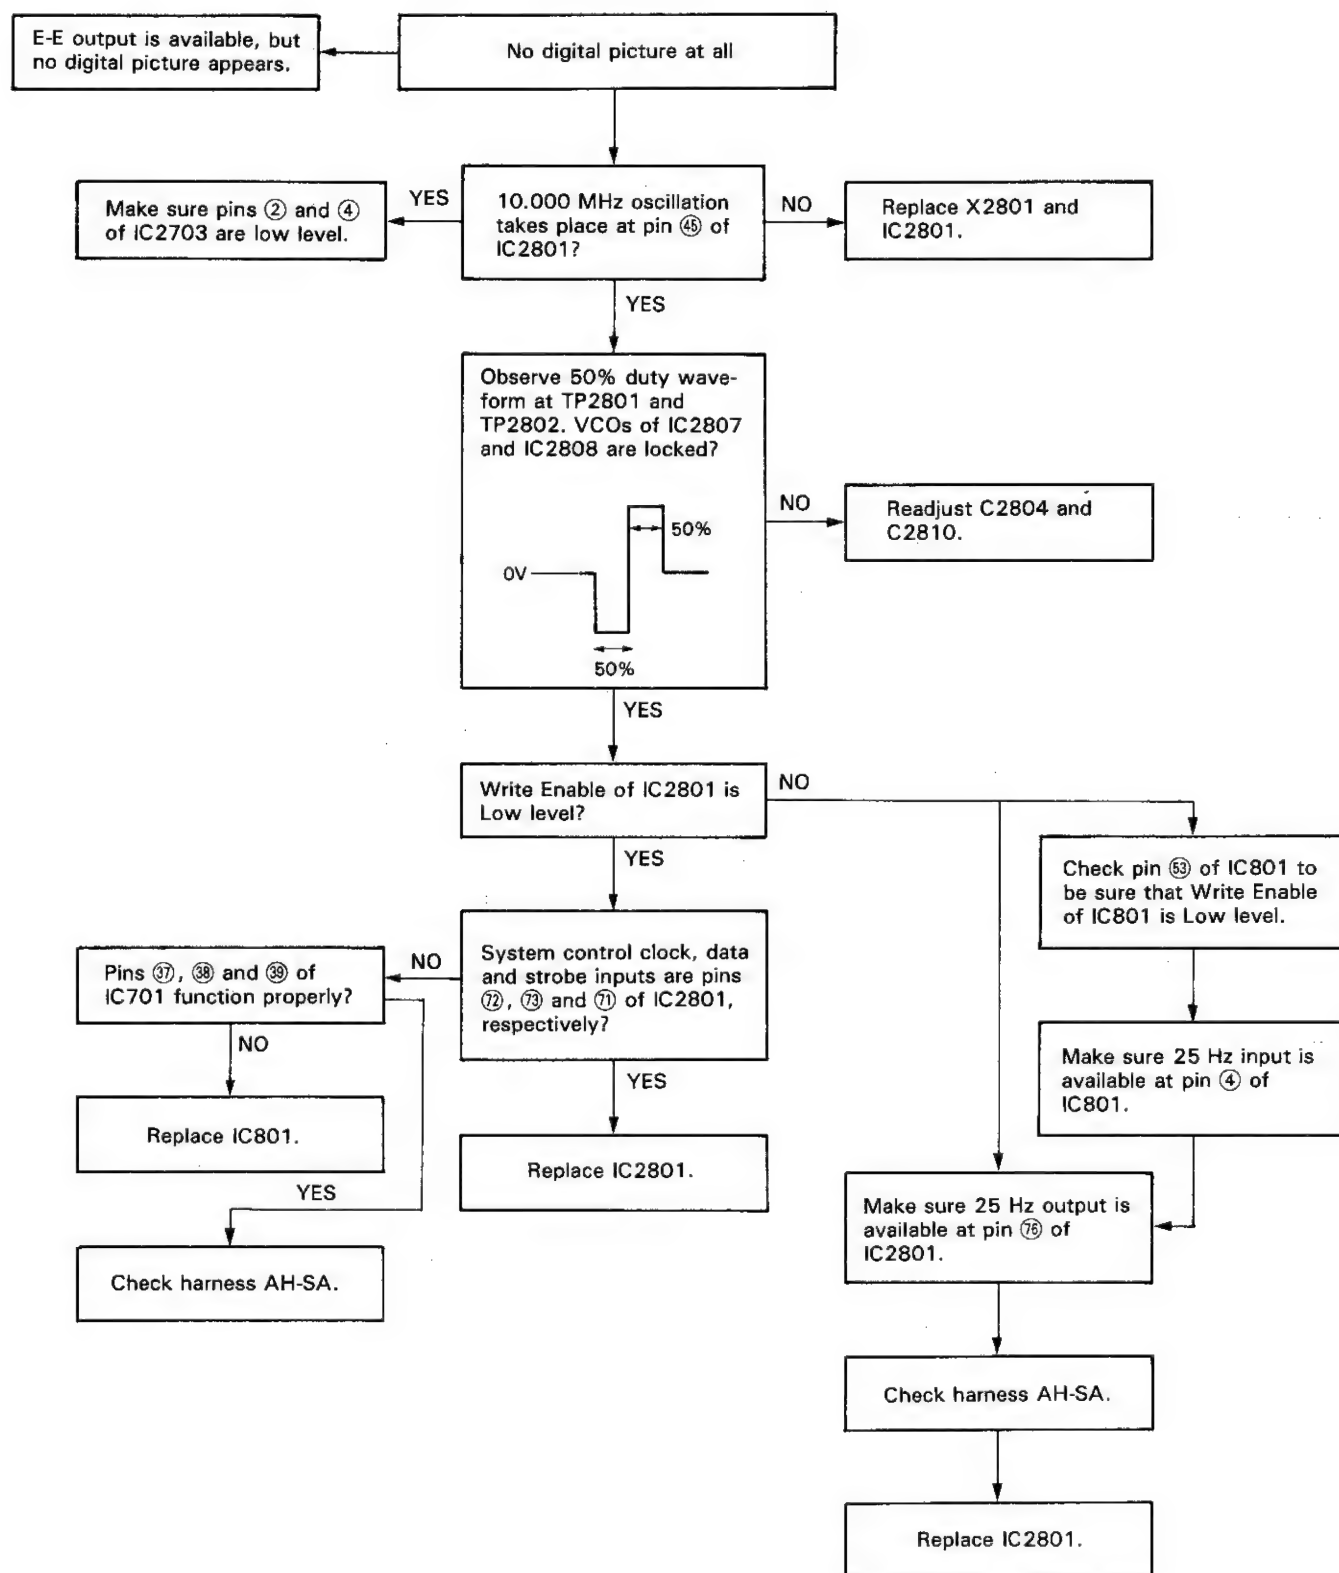 E-E output is available, but
no digital picture appears.
No digital picture at all
Make sure pins ② and ④
of IC2703 are low level.
YES
10.000 MHz oscillation
takes place at pin ㊺ of
IC2801?
NO
Replace X2801 and
IC2801.
YES
Observe 50% duty wave-
form at TP2801 and
TP2802. VCOs of IC2807
and IC2808 are locked?
50%
0V
50%
NO
Readjust C2804 and
C2810.
YES
Write Enable of IC2801 is
Low level?
NO
YES
Check pin 53 of IC801 to
be sure that Write Enable
of IC801 is Low level.
Pins ㊲, ㊳ and ㊴ of
IC701 function properly?
NO
System control clock, data
and strobe inputs are pins
72, 73 and 71 of IC2801,
respectively?
NO
YES
Make sure 25 Hz input is
available at pin ④ of
IC801.
Replace IC801.
Replace IC2801.
YES
Make sure 25 Hz output is
available at pin 76 of
IC2801.
Check harness AH-SA.
Check harness AH-SA.
Replace IC2801.